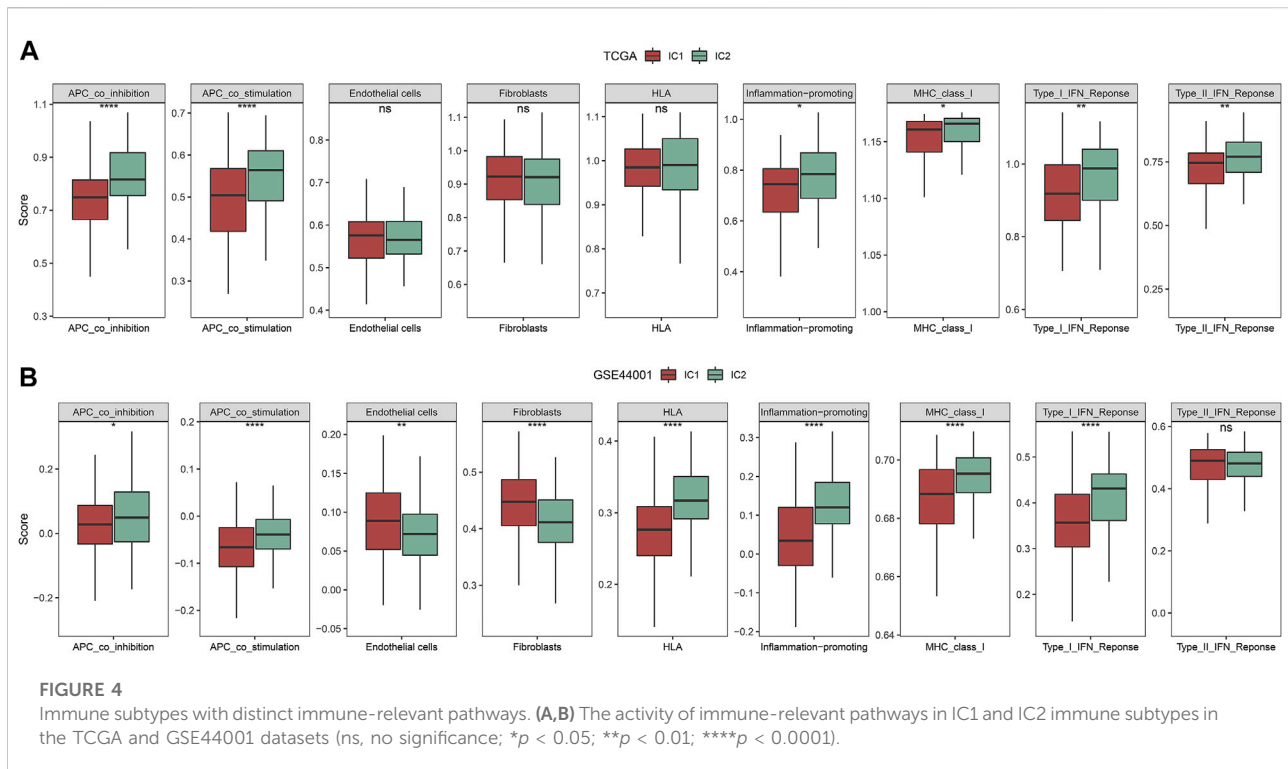 A
TCGA IC1 IC2
APC_co_inhibition APC_co_stimulation Endothelial cells Fibroblasts HLA Inflammation−promoting MHC_class_I Type_I_IFN_Reponse Type_II_IFN_Reponse
**** **** ns ns ns * * ** **
Score
1.1 0.9 0.7 0.5 0.3
0.7 0.6 0.5 0.4 0.3
0.8 0.7 0.6 0.5 0.4
1.1 1.0 0.9 0.8 0.7 0.6
1.1 1.0 0.9 0.8 0.7
1.0 0.8 0.6 0.4
1.15 1.10 1.05 1.00
1.0 0.8 0.6
0.75 0.50 0.25
APC_co_inhibition APC_co_stimulation Endothelial cells Fibroblasts HLA Inflammation−promoting MHC_class_I Type_I_IFN_Reponse Type_II_IFN_Reponse
B
GSE44001 IC1 IC2
APC_co_inhibition APC_co_stimulation Endothelial cells Fibroblasts HLA Inflammation−promoting MHC_class_I Type_I_IFN_Reponse Type_II_IFN_Reponse
* **** ** **** **** **** **** **** ns
Score
0.2 0.0 −0.2
0.1 0.0 −0.1 −0.2
0.20 0.15 0.10 0.05 0.00 −0.05
0.5 0.4 0.3
0.4 0.3 0.2
0.3 0.2 0.1 0.0 −0.1 −0.2
0.70 0.68 0.66 0.64
0.5 0.4 0.3 0.2
0.6 0.4 0.2 0.0
APC_co_inhibition APC_co_stimulation Endothelial cells Fibroblasts HLA Inflammation−promoting MHC_class_I Type_I_IFN_Reponse Type_II_IFN_Reponse
FIGURE 4
Immune subtypes with distinct immune-relevant pathways. (A,B) The activity of immune-relevant pathways in IC1 and IC2 immune subtypes in
the TCGA and GSE44001 datasets (ns, no significance; *p < 0.05; **p < 0.01; ****p < 0.0001).